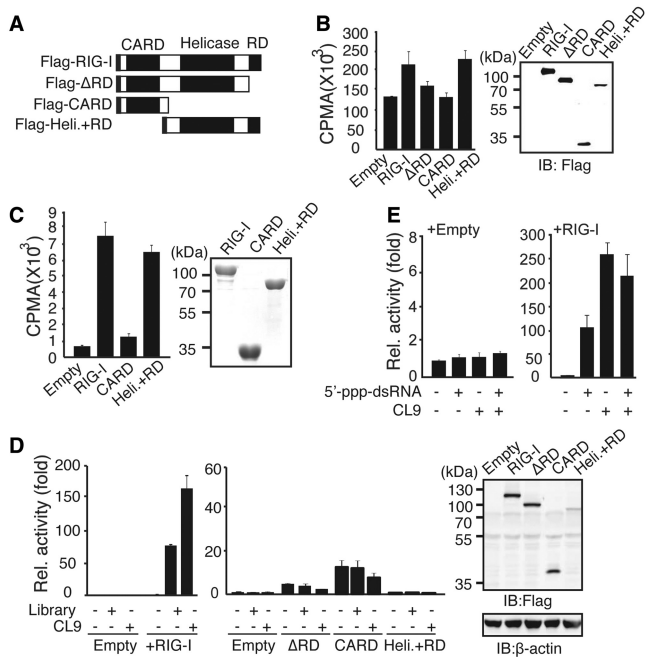 A
CARD Helicase RD
Flag-RIG-I
Flag-ΔRD
Flag-CARD
Flag-Heli.+RD
B
CPMA(X10³)
300
250
200
150
100
50
0
Empty RIG-I ΔRD CARD Heli.+RD
Empty RIG-I ΔRD CARD Heli.+RD
(kDa)
100
70
55
35
IB: Flag
C
CPMA(X10³)
9
8
7
6
5
4
3
2
1
0
Empty RIG-I CARD Heli.+RD
RIG-I CARD Heli.+RD
(kDa)
100
70
55
35
E
+Empty
Rel. activity (fold)
8
6
4
2
0
+RIG-I
300
250
200
150
100
50
0
5'-ppp-dsRNA - + - + - + - +
CL9 - - + + - - + +
D
Rel. activity (fold)
200
150
100
50
0
60
40
20
0
Library - + - - + - - + - - + - - + - - + -
CL9 - - + - - + - - + - - + - - + - - +
Empty +RIG-I Empty ΔRD CARD Heli.+RD
Empty RIG-I ΔRD CARD Heli.+RD
(kDa)
130
100
70
55
35
IB:Flag
IB:β-actin